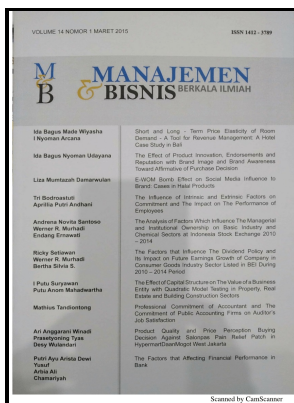 VOLUME 14 NOMOR 1 MARET 2015
ISSN 1412 - 3789
M & B
MANAJEMEN
& BISNIS BERKALA ILMIAH
Ida Bagus Made Wiyasha
I Nyoman Arcana
Short and Long - Term Price Elasticity of Room
Demand - A Tool for Revenue Management: A Hotel
Case Study in Bali
Ida Bagus Nyoman Udayana
The Effect of Product Innovation, Endorsements and
Reputation with Brand Image and Brand Awareness
Toward Affirmative of Purchase Decision
Liza Mumtazah Damarwulan
E-WOM Bomb Effect on Social Media Influence to
Brand: Cases in Halal Products
Tri Bodroastuti
Aprillia Putri Andhani
The Influence of Intrinsic and Extrinsic Factors on
Commitment and The Impact on The Performance of
Employees
Andrena Novita Santoso
Werner R. Murhadi
Endang Ernawati
The Analysis of Factors Which Influence The Managerial
and Institutional Ownership on Basic Industry and
Chemical Sectors at Indonesia Stock Exchange 2010
– 2014
Ricky Setiawan
Werner R. Murhadi
Bertha Silvia S.
The Factors that Influence The Dividend Policy and
Its Impact on Future Earnings Growth of Company in
Consumer Goods Industry Sector Listed in BEI During
2010 – 2014 Period
I Putu Suryawan
Putu Anom Mahadwartha
The Effect of Capital Structure on The Value of a Business
Entity with Quadratic Model Testing in Property, Real
Estate and Building Construction Sectors
Mathius Tandiontong
Professional Commitment of Accountant and The
Commitment of Public Accounting Firms on Auditor's
Job Satisfaction
Ari Anggarani Winadi
Prasetyoning Tyas
Desy Wulandari
Product Quality and Price Perception Buying
Decision Against Salonpas Pain Relief Patch in
HypermartDaanMogot West Jakarta
Putri Ayu Arista Dewi
Yusuf
Arbia Ali
Chamariyah
The Factors that Affecting Financial Performance in
Bank
Scanned by CamScanner